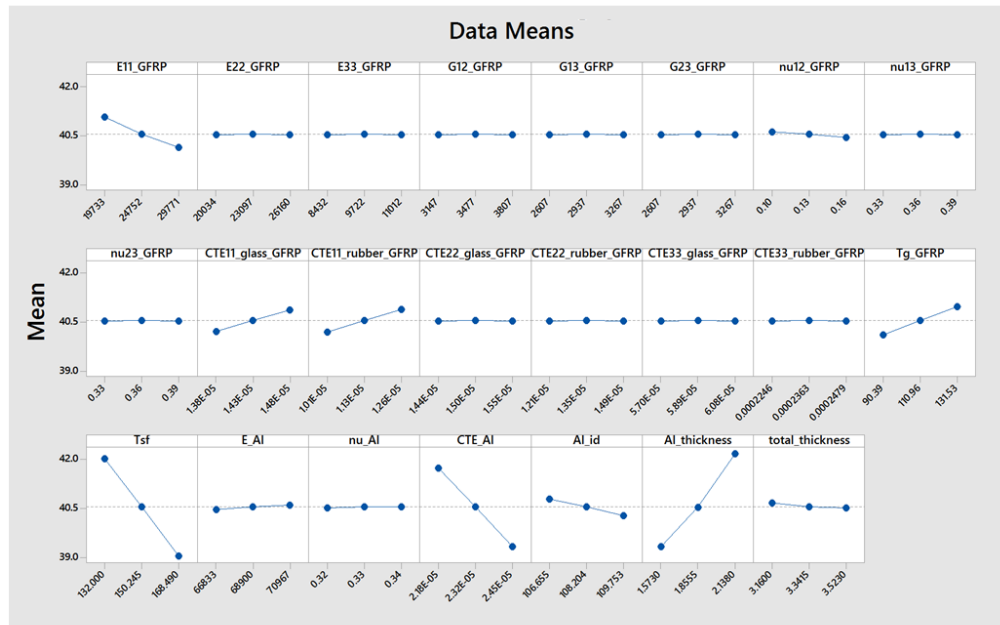 Data Means
E11_GFRP E22_GFRP E33_GFRP G12_GFRP G13_GFRP G23_GFRP nu12_GFRP nu13_GFRP
42.0
40.5
39.0
19733 24752 29771 20034 23097 26160 8432 9722 11012 3147 3477 3807 2607 2937 3267 2607 2937 3267 0.10 0.13 0.16 0.33 0.36 0.39
nu23_GFRP CTE11_glass_GFRP CTE11_rubber_GFRP CTE22_glass_GFRP CTE22_rubber_GFRP CTE33_glass_GFRP CTE33_rubber_GFRP Tg_GFRP
42.0
40.5
39.0
Mean
0.33 0.36 0.39 1.38E-05 1.43E-05 1.48E-05 1.01E-05 1.13E-05 1.26E-05 1.44E-05 1.50E-05 1.55E-05 1.21E-05 1.35E-05 1.49E-05 5.70E-05 5.89E-05 6.08E-05 0.0002246 0.0002363 0.0002479 90.39 110.96 131.53
Tsf E_Al nu_Al CTE_Al Al_id Al_thickness total_thickness
42.0
40.5
39.0
132.000 150.245 168.490 66833 68900 70967 0.32 0.33 0.34 2.18E-05 2.32E-05 2.45E-05 106.655 108.204 109.753 1.5730 1.8555 2.1380 3.1600 3.3415 3.5230